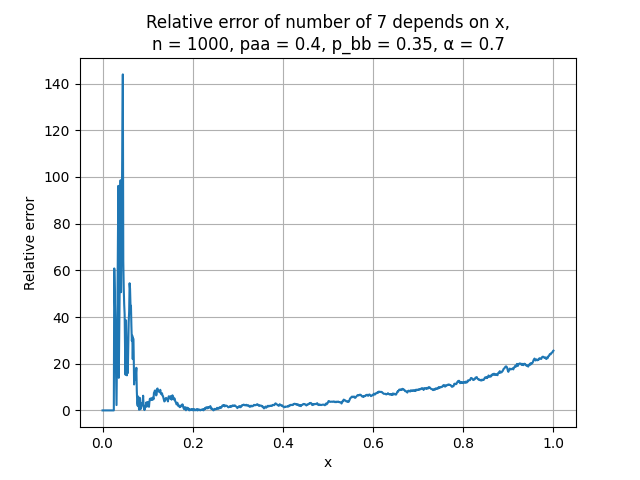 Relative error of number of 7 depends on x,
n = 1000, paa = 0.4, p_bb = 0.35, α = 0.7
140
120
100
80
60
40
20
0
Relative error
0.0 0.2 0.4 0.6 0.8 1.0
x